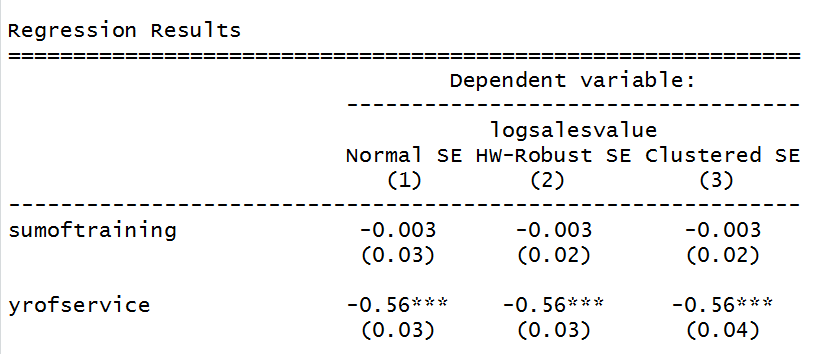 Regression Results
==================================================================
Dependent variable:
--------------------------------------
logsalesvalue
Normal SE HW-Robust SE Clustered SE
(1) (2) (3)
------------------------------------------------------------------
sumoftraining -0.003 -0.003 -0.003
(0.03) (0.02) (0.02)
yrofservice -0.56*** -0.56*** -0.56***
(0.03) (0.03) (0.04)